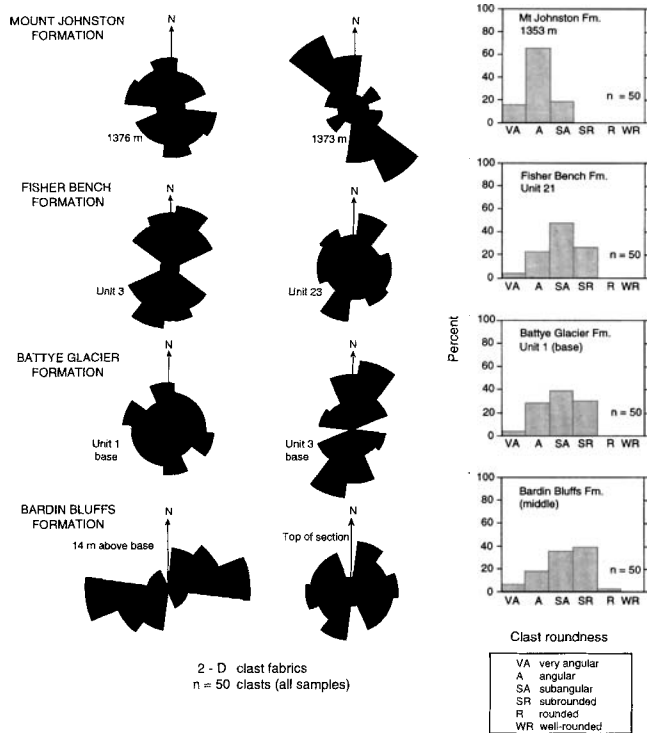 MOUNT JOHNSTON
FORMATION
N
1376 m
N
1373 m
FISHER BENCH
FORMATION
N
Unit 3
N
Unit 23
BATTYE GLACIER
FORMATION
N
Unit 1
base
N
Unit 3
base
BARDIN BLUFFS
FORMATION
14 m above base
N
Top of section
N
2 - D clast fabrics
n = 50 clasts (all samples)
Percent
100
80
60
40
20
0
Mt Johnston Fm.
1353 m
n = 50
VA A SA SR R WR
100
80
60
40
20
0
Fisher Bench Fm.
Unit 21
n = 50
VA A SA SR R WR
100
80
60
40
20
0
Battye Glacier Fm.
Unit 1 (base)
n = 50
VA A SA SR R WR
100
80
60
40
20
0
Bardin Bluffs Fm.
(middle)
n = 50
VA A SA SR R WR
Clast roundness
VA very angular
A angular
SA subangular
SR subrounded
R rounded
WR well-rounded